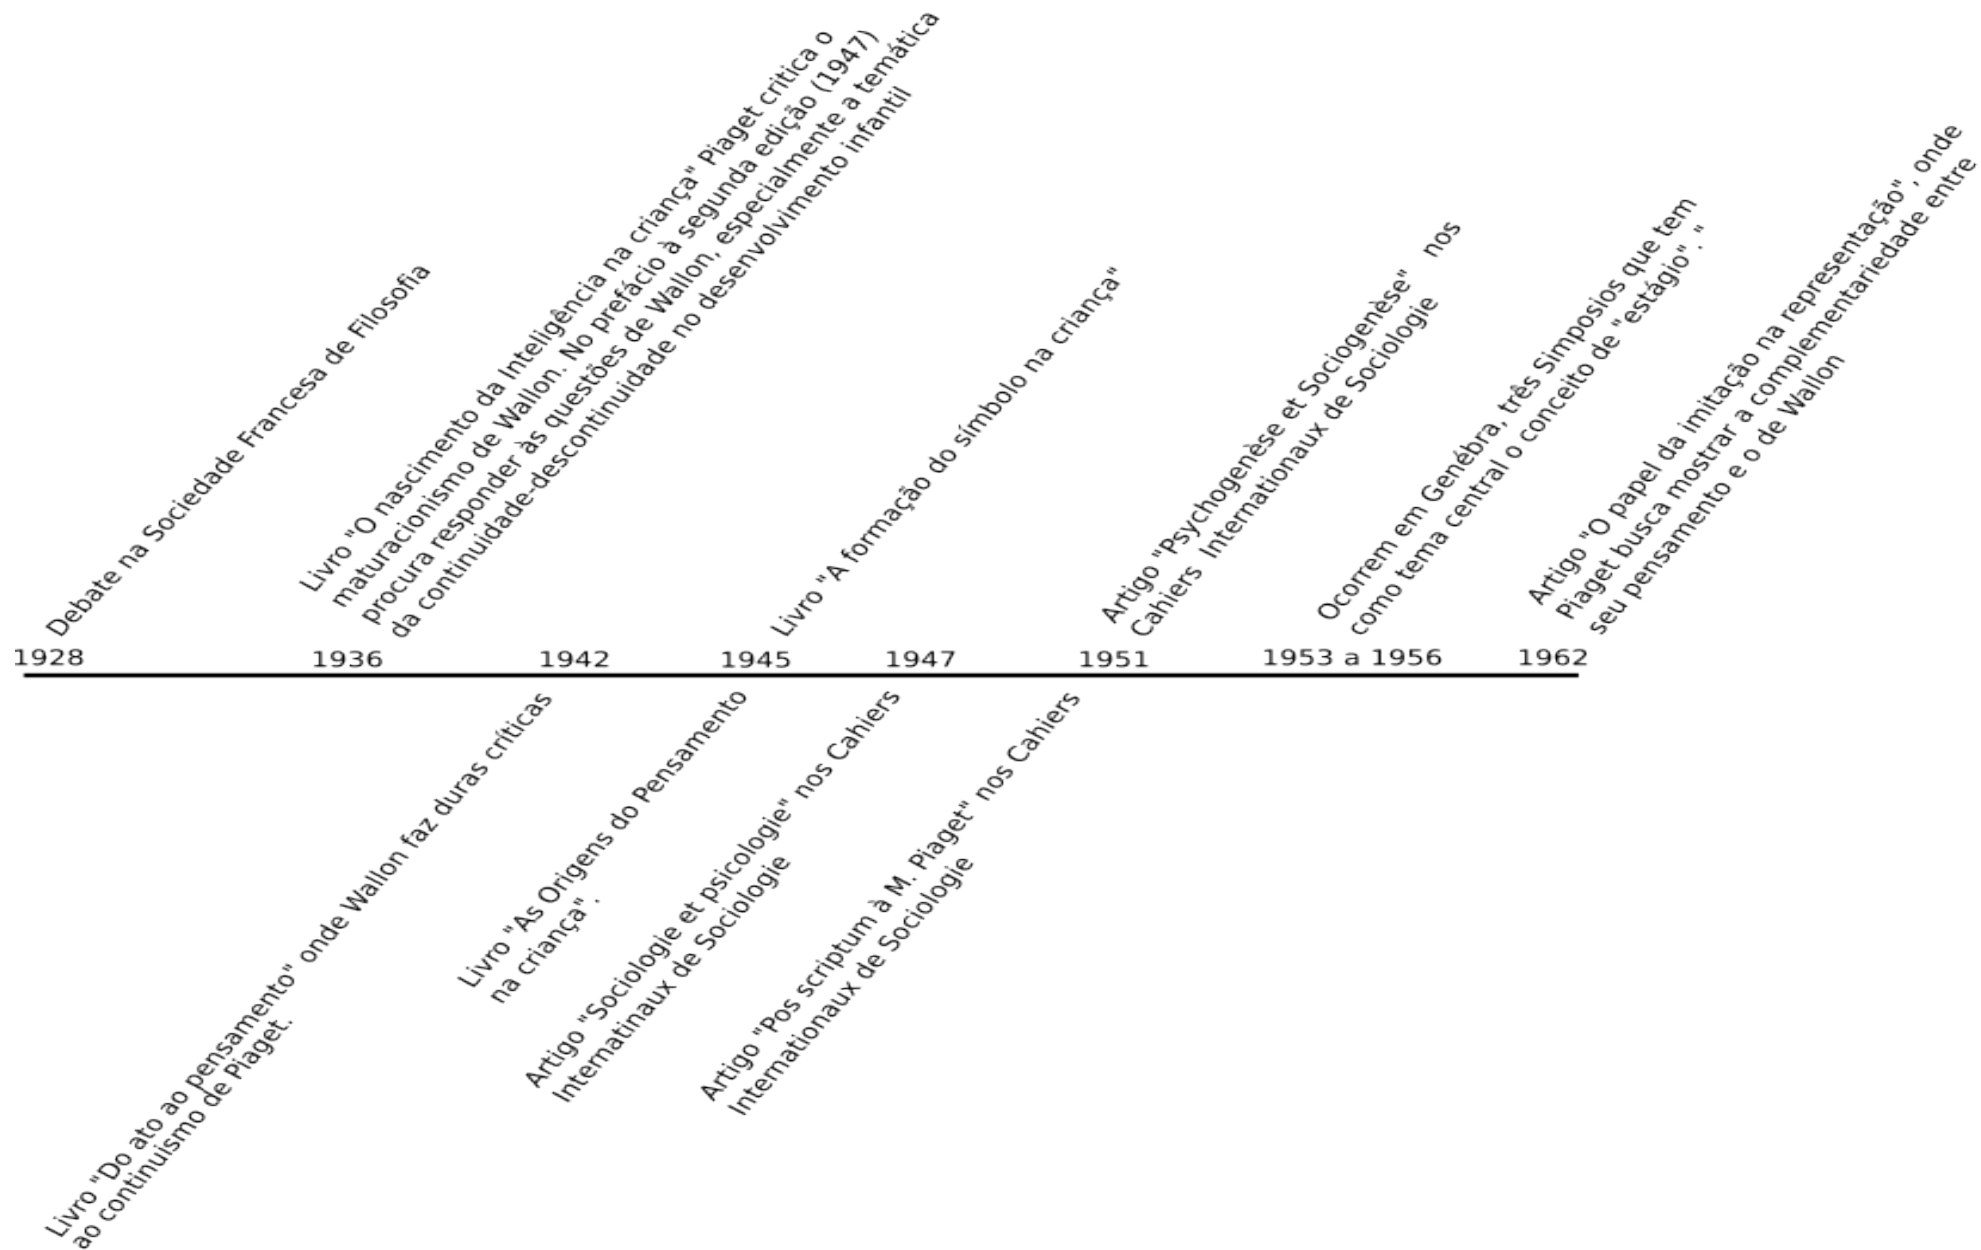 Debate na Sociedade Francesa de Filosofia
Livro "O nascimento da Inteligência na criança" Piaget critica o
maturacionismo de Wallon. No prefácio à segunda edição (1947)
procura responder às questões de Wallon, especialmente a temática
da continuidade-descontinuidade no desenvolvimento infantil
Livro "A formação do símbolo na criança"
Artigo "Psychogenèse et Sociogenèse" nos
Cahiers Internationaux de Sociologie
Ocorrem em Genébra, três Simposios que tem
como tema central o conceito de "estágio"."
Artigo "O papel da imitação na representação", onde
Piaget busca mostrar a complementariedade entre
seu pensamento e o de Wallon
1928 1936 1942 1945 1947 1951 1953 a 1956 1962
Livro "Do ato ao pensamento" onde Wallon faz duras críticas
ao continuismo de Piaget.
Livro "As Origens do Pensamento
na criança".
Artigo "Sociologie et psicologie" nos Cahiers
Internatinaux de Sociologie
Artigo "Pos scriptum à M. Piaget" nos Cahiers
Internationaux de Sociologie